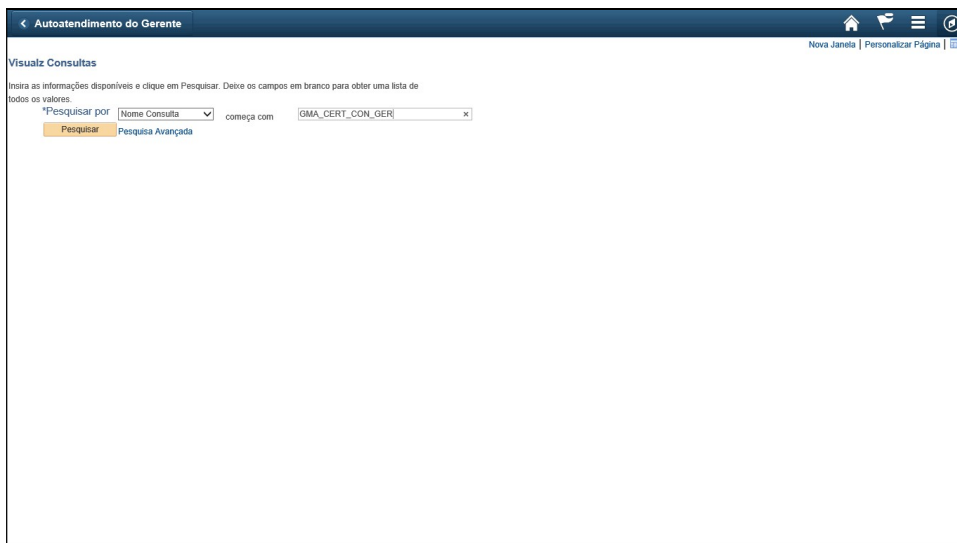 Autoatendimento do Gerente
Nova Janela | Personalizar Página |
Visualz Consultas
Insira as informações disponíveis e clique em Pesquisar. Deixe os campos em branco para obter uma lista de
todos os valores.
*Pesquisar por Nome Consulta começa com GMA_CERT_CON_GER
Pesquisar Pesquisa Avançada